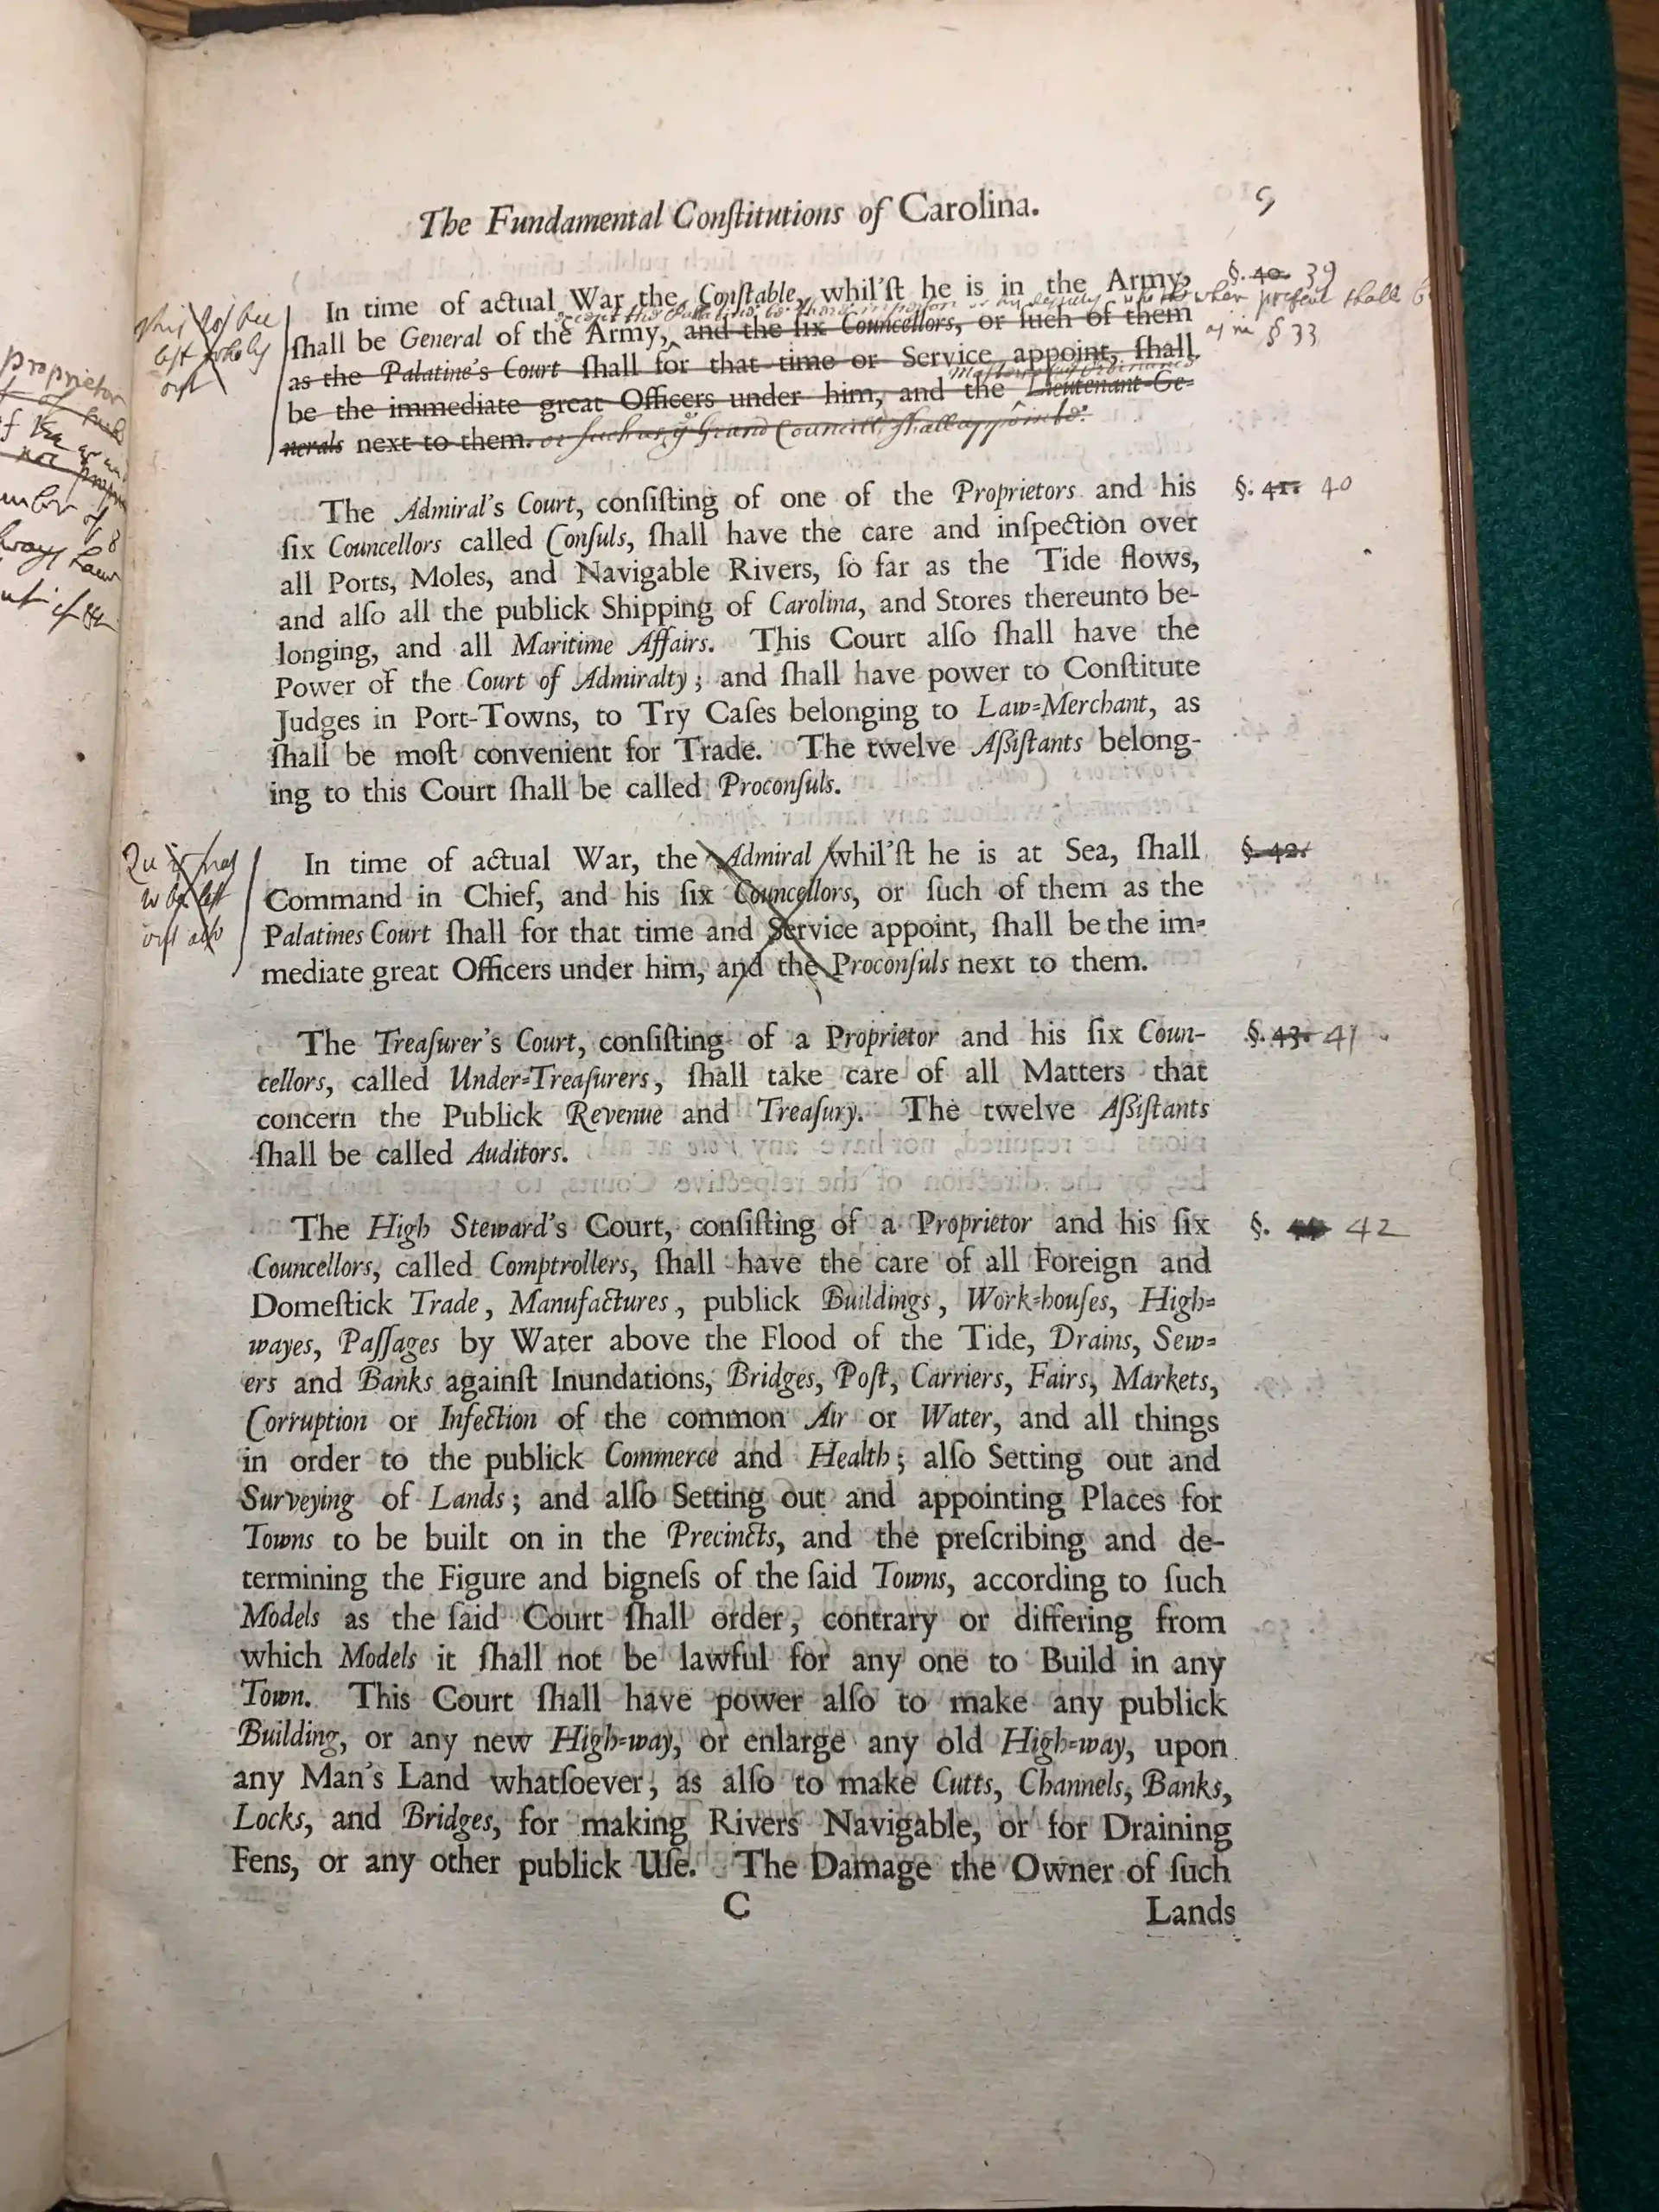 The Fundamental Conſtitutions of Carolina.
9
§. 40. 39
In time of actual War the Conſtable, whil'ſt he is in the Army,
when preſent shall
ſhall be General of the Army, and the ſix Councellors, or ſuch of them
as in § 33
as the Palatine's Court ſhall for that time or Service appoint, ſhall
be the immediate great Officers under him, and the Lieutenant-Ge-
nerals next to them. or such as ye Grand Councill shall appointe.
The Admiral's Court, conſiſting of one of the Proprietors and his
§. 41. 40
ſix Councellors called Conſuls, ſhall have the care and inſpection over
all Ports, Moles, and Navigable Rivers, ſo far as the Tide flows,
and alſo all the publick Shipping of Carolina, and Stores thereunto be-
longing, and all Maritime Affairs. This Court alſo ſhall have the
Power of the Court of Admiralty; and ſhall have power to Conſtitute
Judges in Port-Towns, to Try Caſes belonging to Law-Merchant, as
ſhall be moſt convenient for Trade. The twelve Aſſiſtants belong-
ing to this Court ſhall be called Proconſuls.
In time of actual War, the Admiral whil'ſt he is at Sea, ſhall
§. 42.
Command in Chief, and his ſix Councellors, or ſuch of them as the
Palatines Court ſhall for that time and Service appoint, ſhall be the im-
mediate great Officers under him, and the Proconſuls next to them.
The Treaſurer's Court, conſiſting of a Proprietor and his ſix Coun-
§. 43. 41
cellors, called Under-Treaſurers, ſhall take care of all Matters that
concern the Publick Revenue and Treaſury. The twelve Aſſiſtants
ſhall be called Auditors.
The High Steward's Court, conſiſting of a Proprietor and his ſix
§. 42
Councellors, called Comptrollers, ſhall have the care of all Foreign and
Domeſtick Trade, Manufactures, publick Buildings, Work-houſes, High-
wayes, Paſſages by Water above the Flood of the Tide, Drains, Sew-
ers and Banks againſt Inundations, Bridges, Poſt, Carriers, Fairs, Markets,
Corruption or Infection of the common Air or Water, and all things
in order to the publick Commerce and Health; alſo Setting out and
Surveying of Lands; and alſo Setting out and appointing Places for
Towns to be built on in the Precincts, and the preſcribing and de-
termining the Figure and bigneſs of the ſaid Towns, according to ſuch
Models as the ſaid Court ſhall order, contrary or differing from
which Models it ſhall not be lawful for any one to Build in any
Town. This Court ſhall have power alſo to make any publick
Building, or any new High-way, or enlarge any old High-way, upon
any Man's Land whatſoever; as alſo to make Cutts, Channels, Banks,
Locks, and Bridges, for making Rivers Navigable, or for Draining
Fens, or any other publick Uſe. The Damage the Owner of ſuch
C
Lands